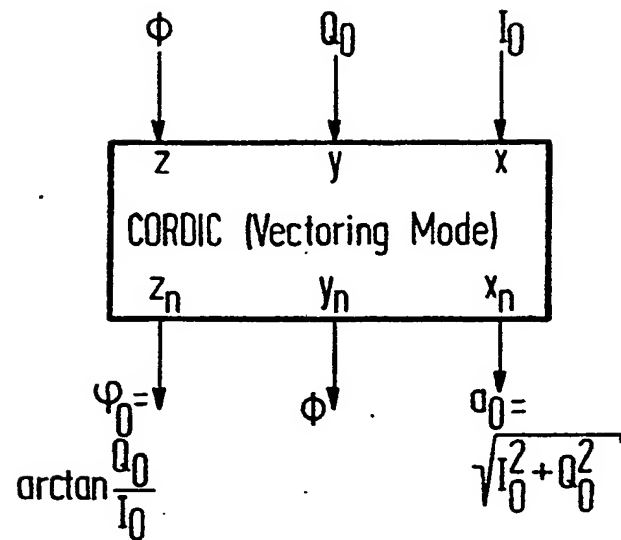 Φ Q₀ I₀
z y x
CORDIC (Vectoring Mode)
zₙ yₙ xₙ
φ₀= Φ a₀=
arctan Q₀/I₀ √(I₀² + Q₀²)